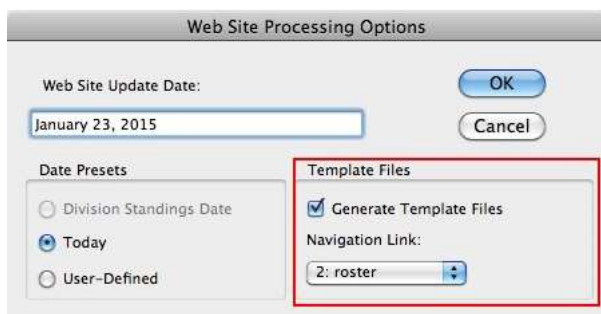 Web Site Processing Options
Web Site Update Date:
January 23, 2015
OK
Cancel
Date Presets
Division Standings Date
Today
User-Defined
Template Files
Generate Template Files
Navigation Link:
2: roster